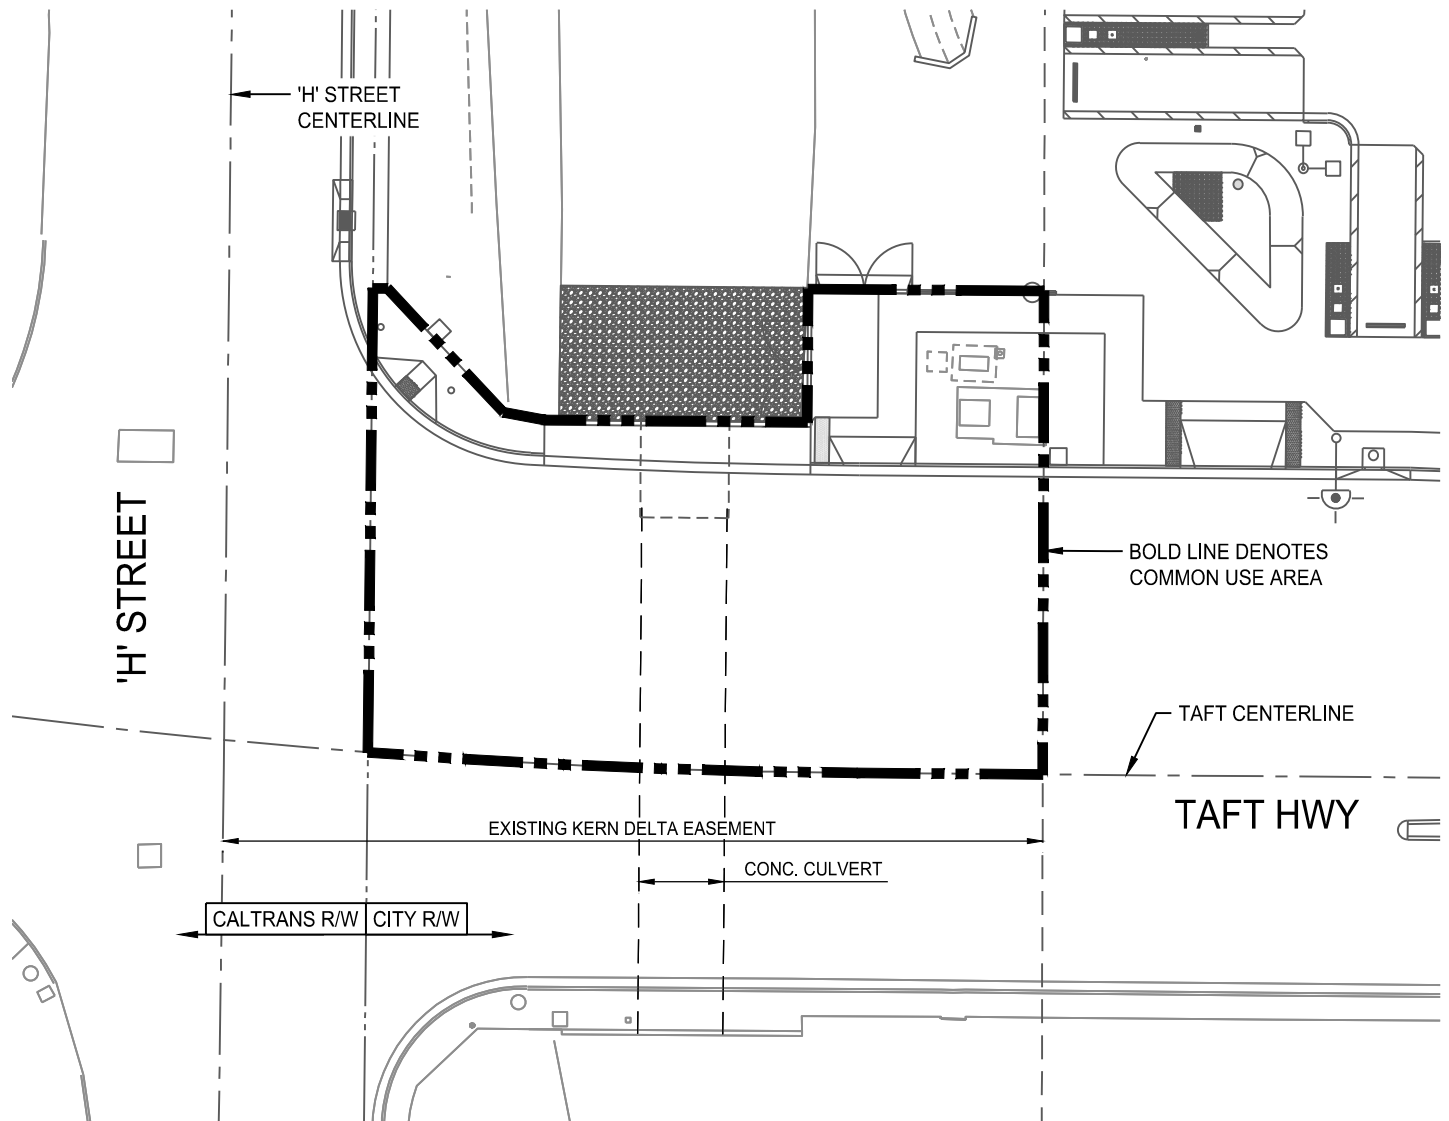 'H' STREET
CENTERLINE
'H' STREET
BOLD LINE DENOTES
COMMON USE AREA
TAFT CENTERLINE
TAFT HWY
EXISTING KERN DELTA EASEMENT
CONC. CULVERT
CALTRANS R/W
CITY R/W